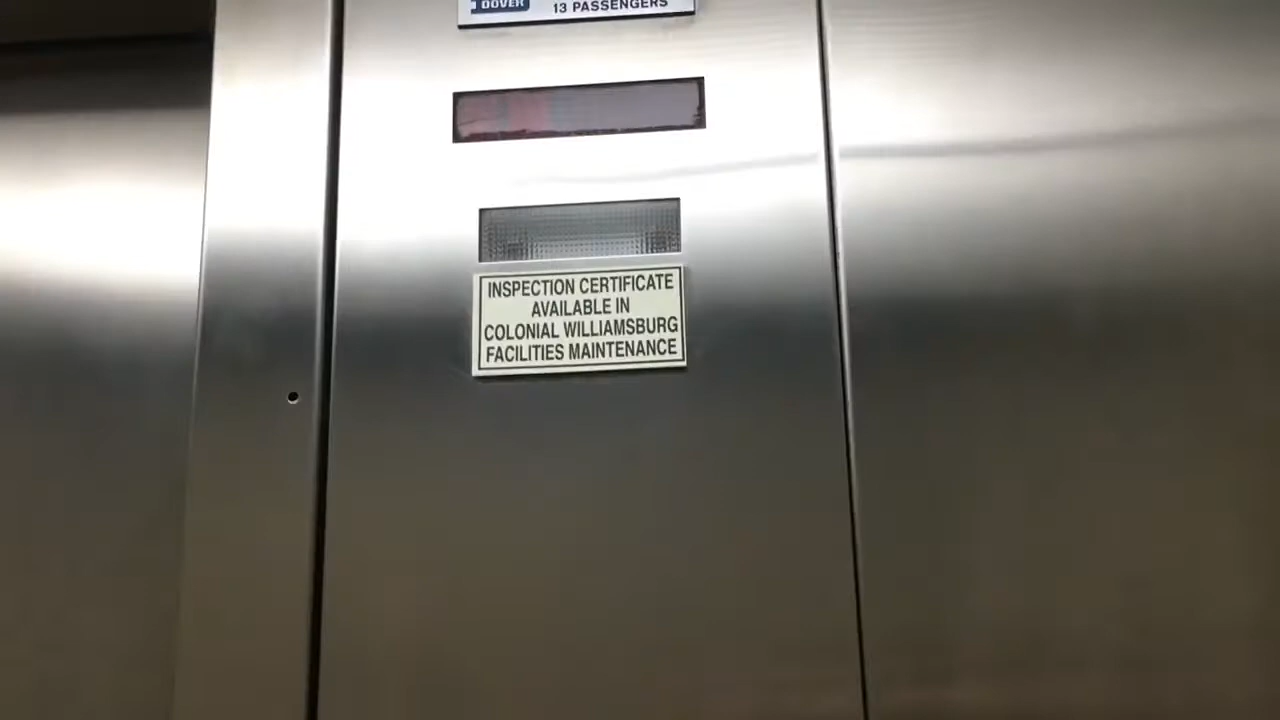 DOVER
13 PASSENGERS
INSPECTION CERTIFICATE
AVAILABLE IN
COLONIAL WILLIAMSBURG
FACILITIES MAINTENANCE